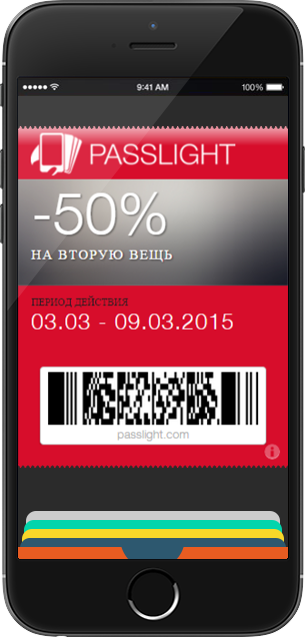 9:41 AM
100%
PASSLIGHT
-50%
НА ВТОРУЮ ВЕЩЬ
ПЕРИОД ДЕЙСТВИЯ
03.03 - 09.03.2015
passlight.com